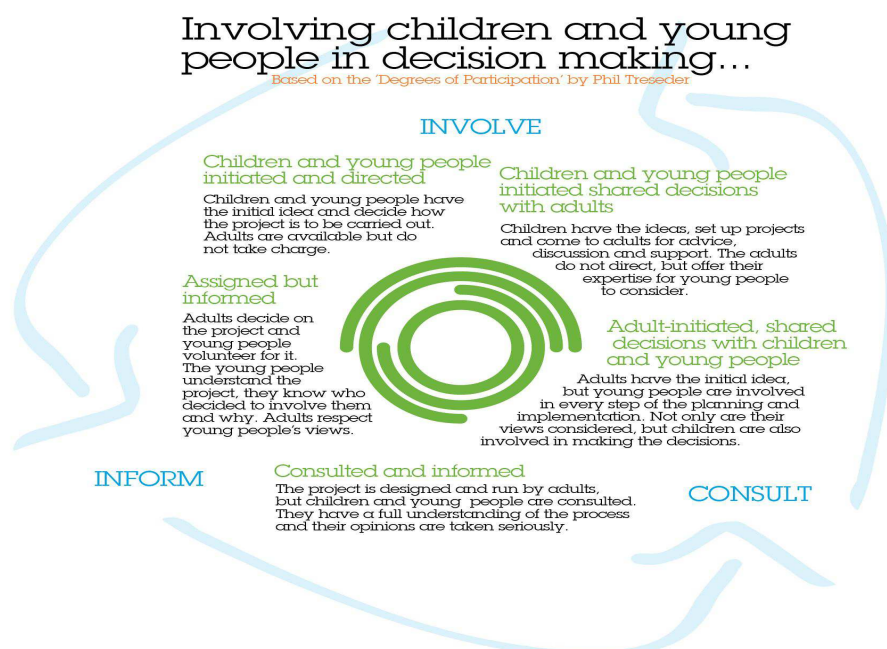 Involving children and young
people in decision making...
Based on the 'Degrees of Participation' by Phil Treseder
INVOLVE
Children and young people
initiated and directed
Children and young people have
the initial idea and decide how
the project is to be carried out.
Adults are available but do
not take charge.
Children and young people
initiated shared decisions
with adults
Children have the ideas, set up projects
and come to adults for advice,
discussion and support. The adults
do not direct, but offer their
expertise for young people
to consider.
Assigned but
informed
Adults decide on
the project and
young people
volunteer for it.
The young people
understand the
project, they know who
decided to involve them
and why. Adults respect
young people's views.
Adult-initiated, shared
decisions with children
and young people
Adults have the initial idea,
but young people are involved
in every step of the planning and
implementation. Not only are their
views considered, but children are also
involved in making the decisions.
INFORM
Consulted and informed
The project is designed and run by adults,
but children and young people are consulted.
They have a full understanding of the process
and their opinions are taken seriously.
CONSULT